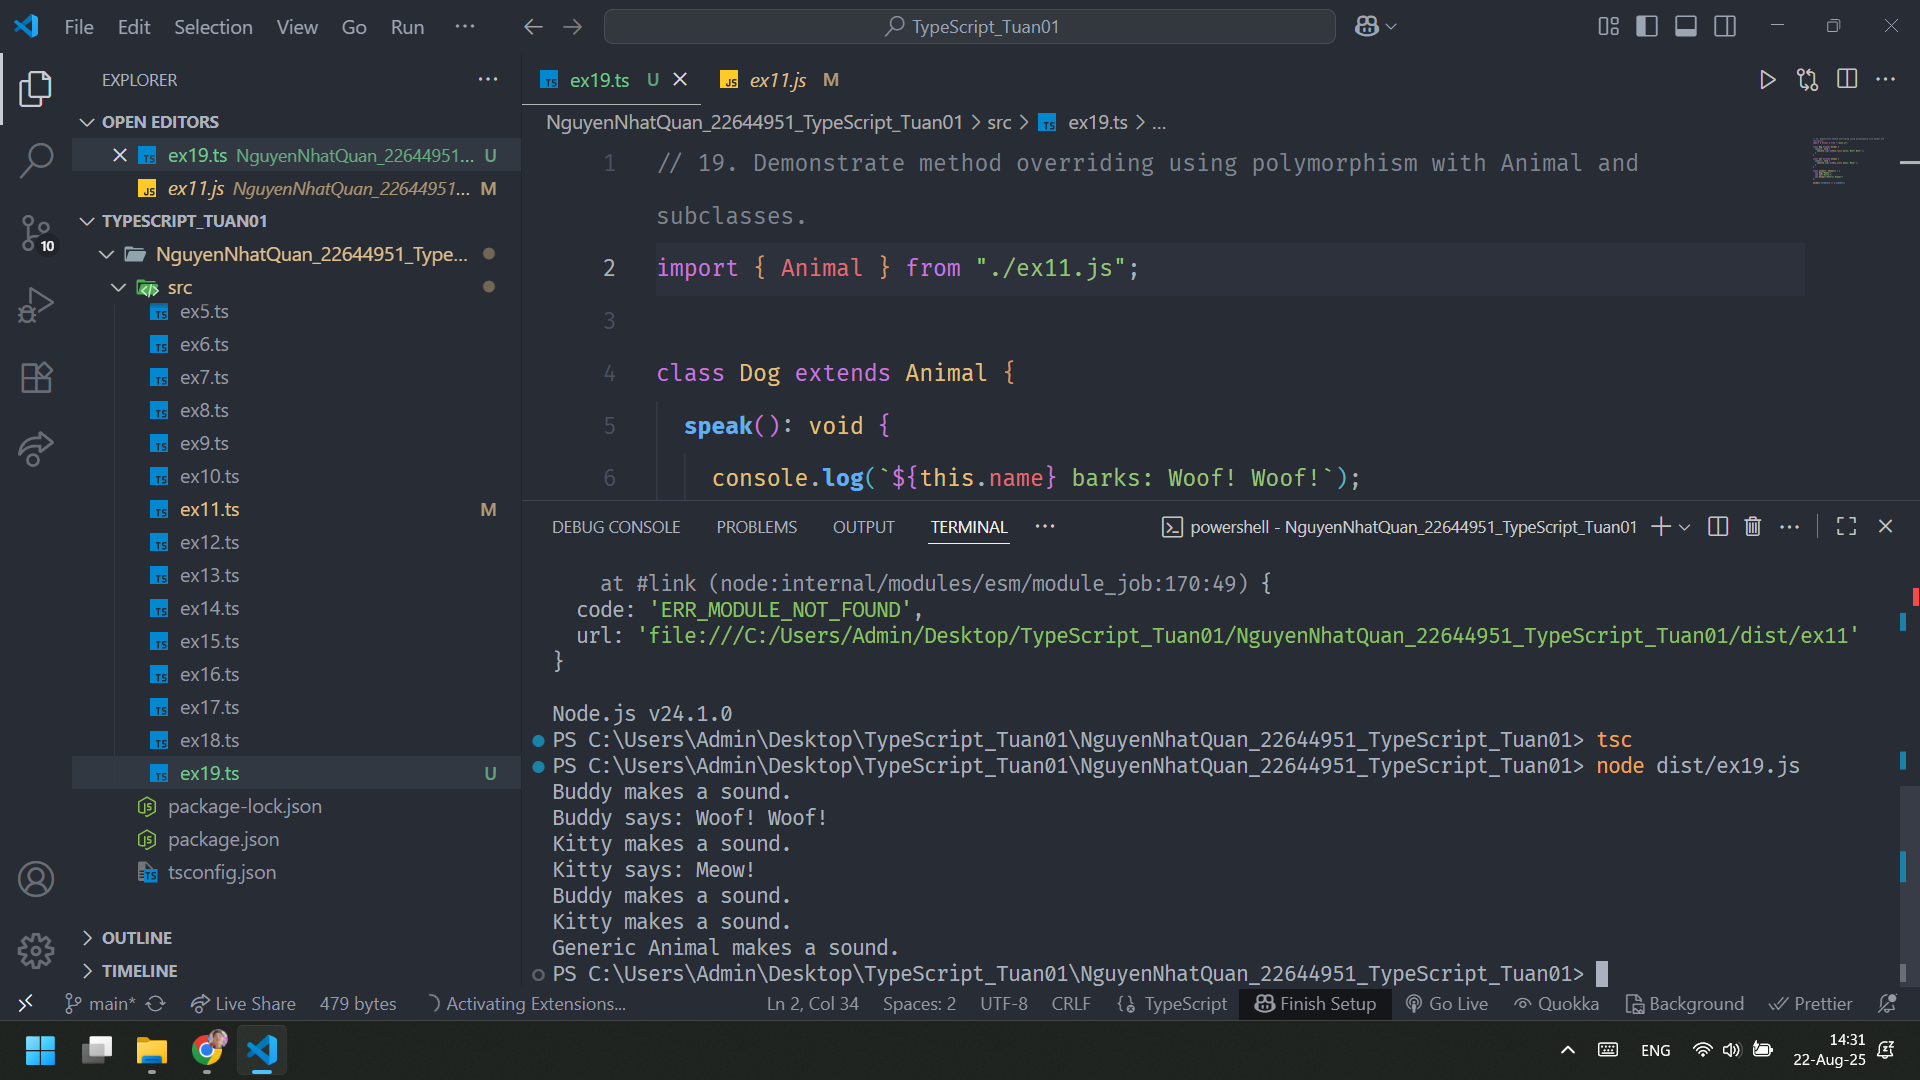 File Edit Selection View Go Run ··· TypeScript_Tuan01
EXPLORER
OPEN EDITORS
ex19.ts NguyenNhatQuan_22644951... U
ex11.js NguyenNhatQuan_22644951... M
TYPESCRIPT_TUAN01
NguyenNhatQuan_22644951_Type...
src
ex5.ts
ex6.ts
ex7.ts
ex8.ts
ex9.ts
ex10.ts
ex11.ts M
ex12.ts
ex13.ts
ex14.ts
ex15.ts
ex16.ts
ex17.ts
ex18.ts
ex19.ts U
package-lock.json
package.json
tsconfig.json
OUTLINE
TIMELINE
10
ex19.ts U ex11.js M
NguyenNhatQuan_22644951_TypeScript_Tuan01 > src > ex19.ts > ...
1 // 19. Demonstrate method overriding using polymorphism with Animal and
subclasses.
2 import { Animal } from "./ex11.js";
3
4 class Dog extends Animal {
5 speak(): void {
6 console.log(`${this.name} barks: Woof! Woof!`);
DEBUG CONSOLE PROBLEMS OUTPUT TERMINAL ··· powershell - NguyenNhatQuan_22644951_TypeScript_Tuan01
at #link (node:internal/modules/esm/module_job:170:49) {
code: 'ERR_MODULE_NOT_FOUND',
url: 'file:///C:/Users/Admin/Desktop/TypeScript_Tuan01/NguyenNhatQuan_22644951_TypeScript_Tuan01/dist/ex11'
}
Node.js v24.1.0
PS C:\Users\Admin\Desktop\TypeScript_Tuan01\NguyenNhatQuan_22644951_TypeScript_Tuan01> tsc
PS C:\Users\Admin\Desktop\TypeScript_Tuan01\NguyenNhatQuan_22644951_TypeScript_Tuan01> node dist/ex19.js
Buddy makes a sound.
Buddy says: Woof! Woof!
Kitty makes a sound.
Kitty says: Meow!
Buddy makes a sound.
Kitty makes a sound.
Generic Animal makes a sound.
PS C:\Users\Admin\Desktop\TypeScript_Tuan01\NguyenNhatQuan_22644951_TypeScript_Tuan01>
main* Live Share 479 bytes Activating Extensions... Ln 2, Col 34 Spaces: 2 UTF-8 CRLF {} TypeScript Finish Setup Go Live Quokka Background Prettier
ENG
14:31
22-Aug-25